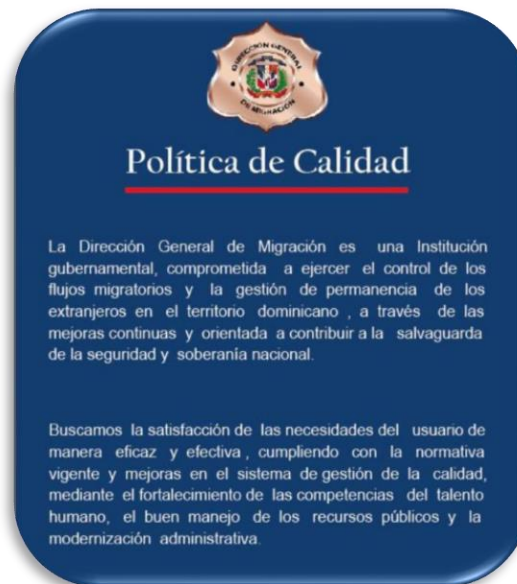 DIRECCIÓN GENERAL
DE MIGRACIÓN
Política de Calidad
La Dirección General de Migración es una Institución
gubernamental, comprometida a ejercer el control de los
flujos migratorios y la gestión de permanencia de los
extranjeros en el territorio dominicano , a través de las
mejoras continuas y orientada a contribuir a la salvaguarda
de la seguridad y soberanía nacional.
Buscamos la satisfacción de las necesidades del usuario de
manera eficaz y efectiva , cumpliendo con la normativa
vigente y mejoras en el sistema de gestión de la calidad,
mediante el fortalecimiento de las competencias del talento
humano, el buen manejo de los recursos públicos y la
modernización administrativa.